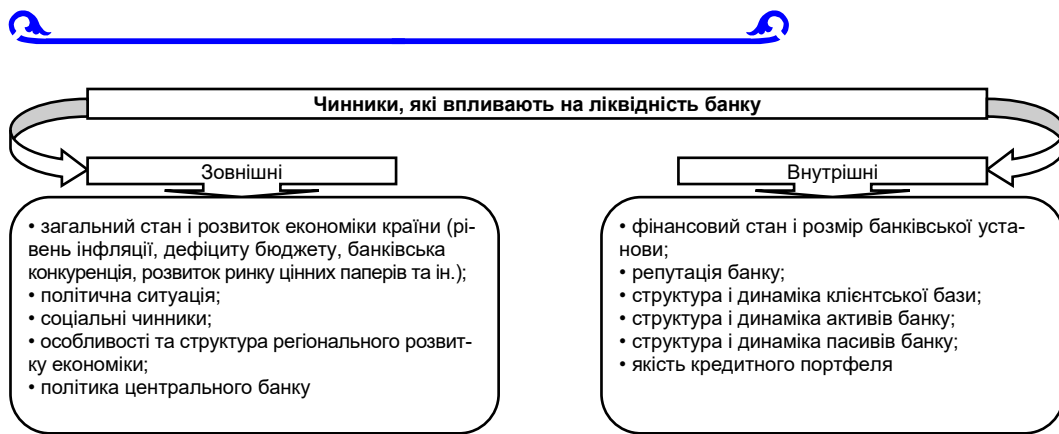 Чинники, які впливають на ліквідність банку
Зовнішні
• загальний стан і розвиток економіки країни (рі-
вень інфляції, дефіциту бюджету, банківська
конкуренція, розвиток ринку цінних паперів та ін.);
• політична ситуація;
• соціальні чинники;
• особливості та структура регіонального розвит-
ку економіки;
• політика центрального банку
Внутрішні
• фінансовий стан і розмір банківської уста-
нови;
• репутація банку;
• структура і динаміка клієнтської бази;
• структура і динаміка активів банку;
• структура і динаміка пасивів банку;
• якість кредитного портфеля